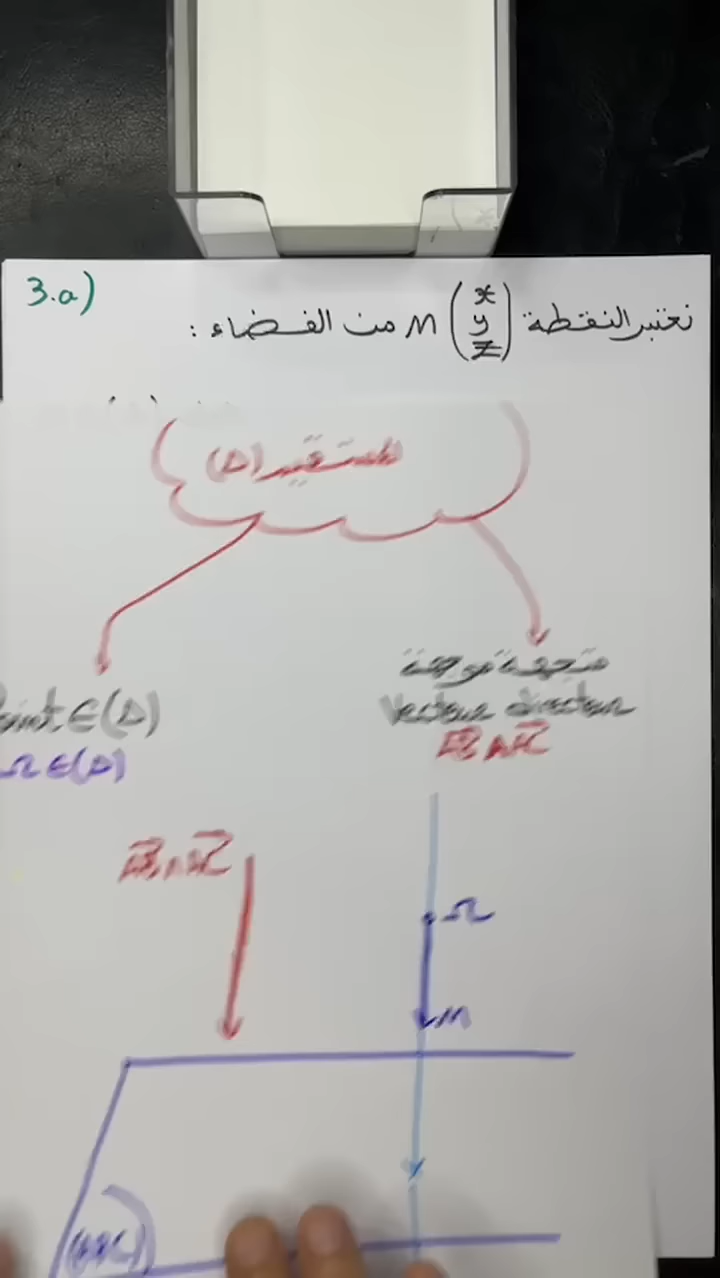 3.a)
نعتبر النقطة M (x y z) من الفضاء :
المستقيم (Δ)
Point ∈ (Δ)
Ω ∈ (Δ)
متجهة موجهة
Vecteur directeur
AB ∧ AC
AB ∧ AC
Ω
M
(ABC)